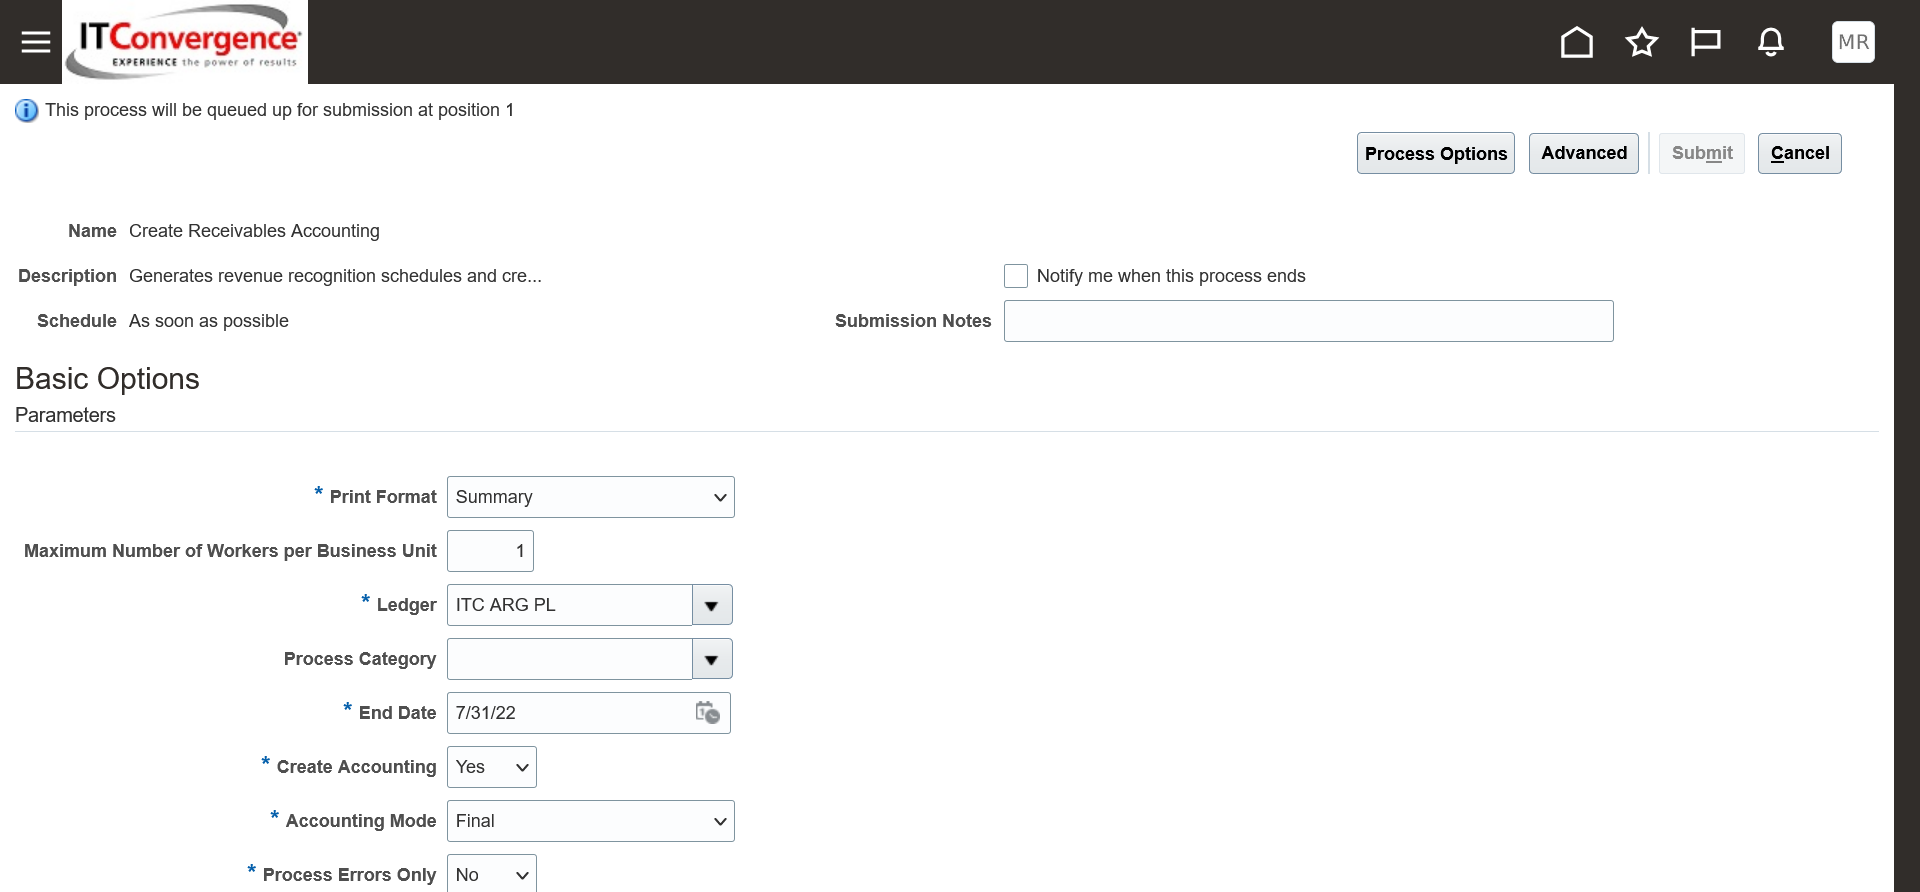 ITConvergence
EXPERIENCE the power of results
MR
This process will be queued up for submission at position 1
Process Options
Advanced
Submit
Cancel
Name Create Receivables Accounting
Description Generates revenue recognition schedules and cre...
Notify me when this process ends
Schedule As soon as possible
Submission Notes
Basic Options
Parameters
* Print Format Summary
Maximum Number of Workers per Business Unit 1
* Ledger ITC ARG PL
Process Category
* End Date 7/31/22
* Create Accounting Yes
* Accounting Mode Final
* Process Errors Only No